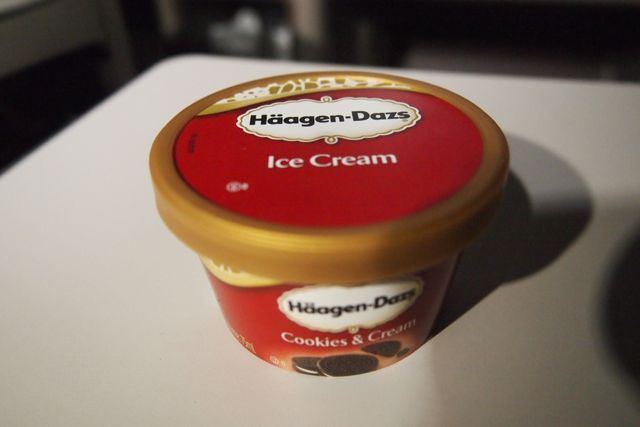 Häagen-Dazs
Ice Cream
Häagen-Dazs
Cookies & Cream